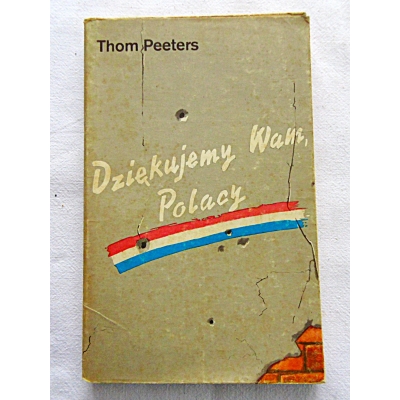 Thom Peeters
Dziękujemy Wam,
Polacy